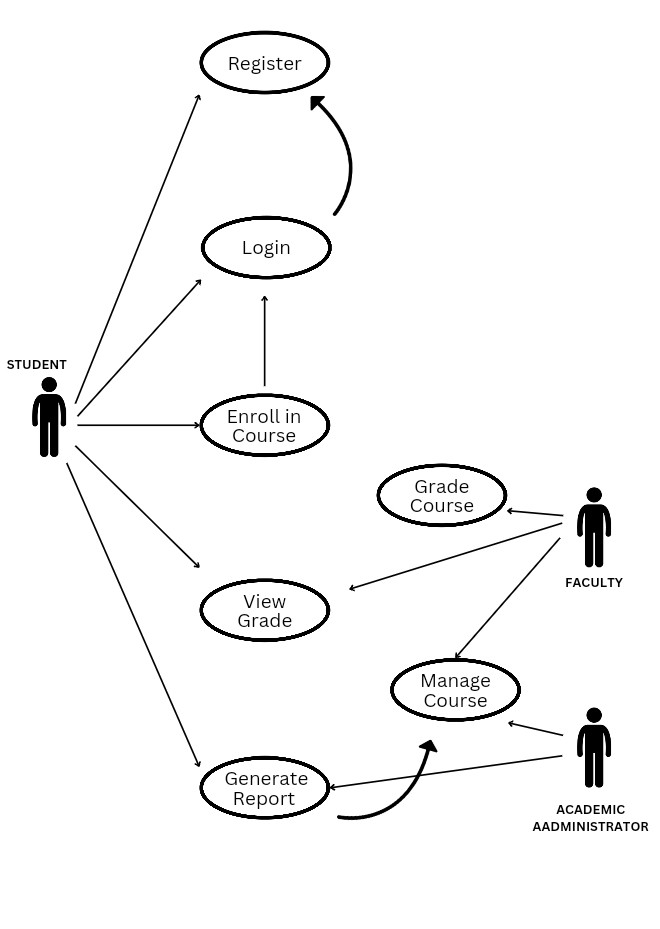 Register
Login
STUDENT
Enroll in
Course
Grade
Course
FACULTY
View
Grade
Manage
Course
Generate
Report
ACADEMIC
AADMINISTRATOR